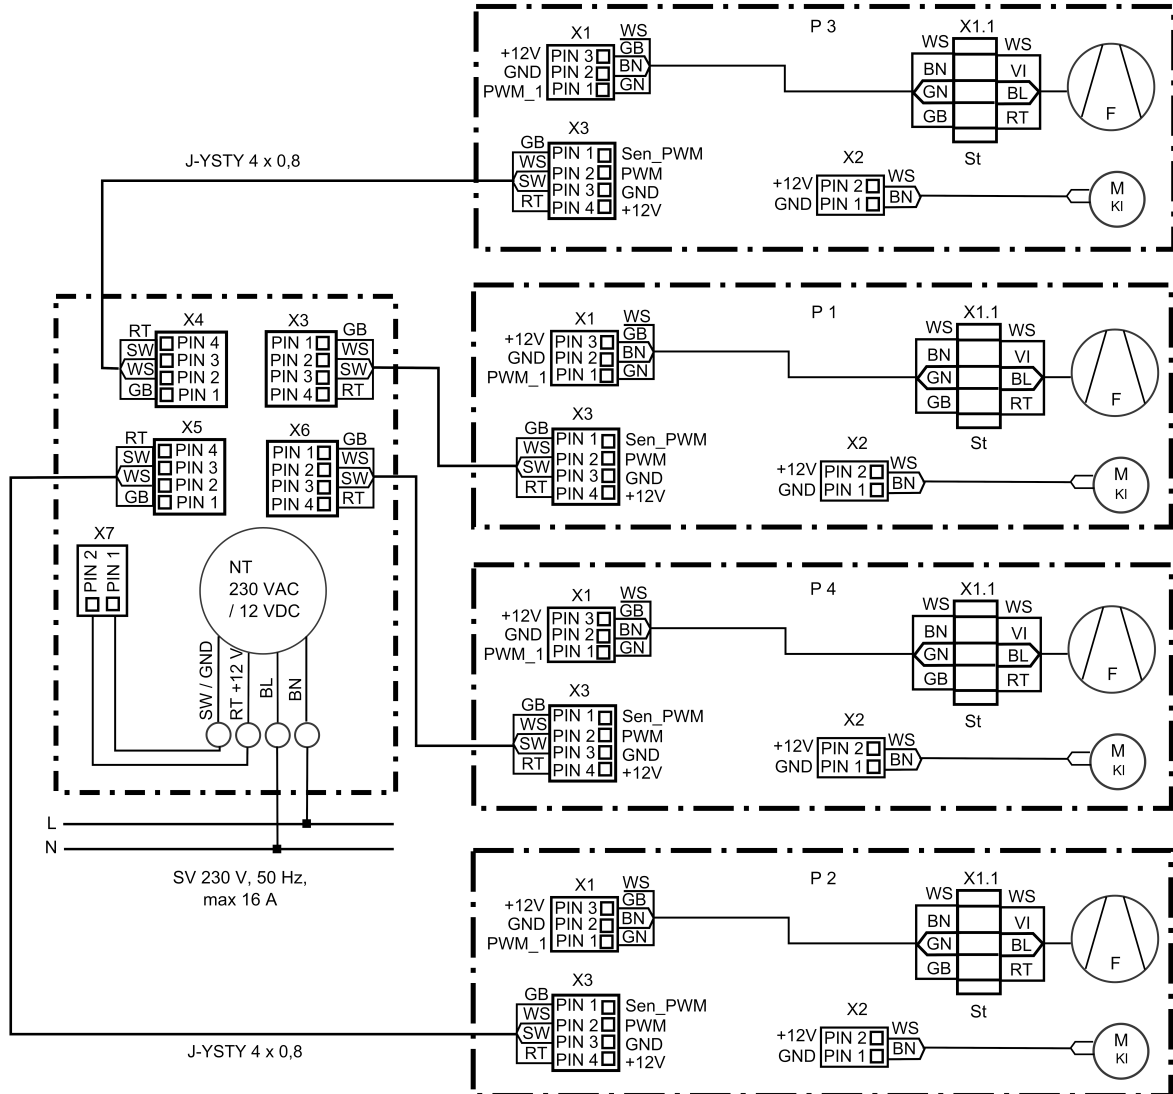 P 3
X1
WS
+12V PIN 3 GB
GND PIN 2 BN
PWM_1 PIN 1 GN
X1.1
WS WS
BN VI
GN BL
GB RT
St
F
X3
GB PIN 1 Sen_PWM
WS PIN 2 PWM
SW PIN 3 GND
RT PIN 4 +12V
X2
WS
+12V PIN 2
GND PIN 1 BN
M
KI
J-YSTY 4 x 0,8
X4
RT PIN 4
SW PIN 3
WS PIN 2
GB PIN 1
X3
PIN 1 GB
PIN 2 WS
PIN 3 SW
PIN 4 RT
X5
RT PIN 4
SW PIN 3
WS PIN 2
GB PIN 1
X6
PIN 1 GB
PIN 2 WS
PIN 3 SW
PIN 4 RT
X7
PIN 2
PIN 1
NT
230 VAC
/ 12 VDC
SW / GND
RT +12 V
BL
BN
L
N
SV 230 V, 50 Hz,
max 16 A
P 1
X1
WS
+12V PIN 3 GB
GND PIN 2 BN
PWM_1 PIN 1 GN
X1.1
WS WS
BN VI
GN BL
GB RT
St
F
X3
GB PIN 1 Sen_PWM
WS PIN 2 PWM
SW PIN 3 GND
RT PIN 4 +12V
X2
WS
+12V PIN 2
GND PIN 1 BN
M
KI
P 4
X1
WS
+12V PIN 3 GB
GND PIN 2 BN
PWM_1 PIN 1 GN
X1.1
WS WS
BN VI
GN BL
GB RT
St
F
X3
GB PIN 1 Sen_PWM
WS PIN 2 PWM
SW PIN 3 GND
RT PIN 4 +12V
X2
WS
+12V PIN 2
GND PIN 1 BN
M
KI
P 2
X1
WS
+12V PIN 3 GB
GND PIN 2 BN
PWM_1 PIN 1 GN
X1.1
WS WS
BN VI
GN BL
GB RT
St
F
X3
GB PIN 1 Sen_PWM
WS PIN 2 PWM
SW PIN 3 GND
RT PIN 4 +12V
X2
WS
+12V PIN 2
GND PIN 1 BN
M
KI
J-YSTY 4 x 0,8